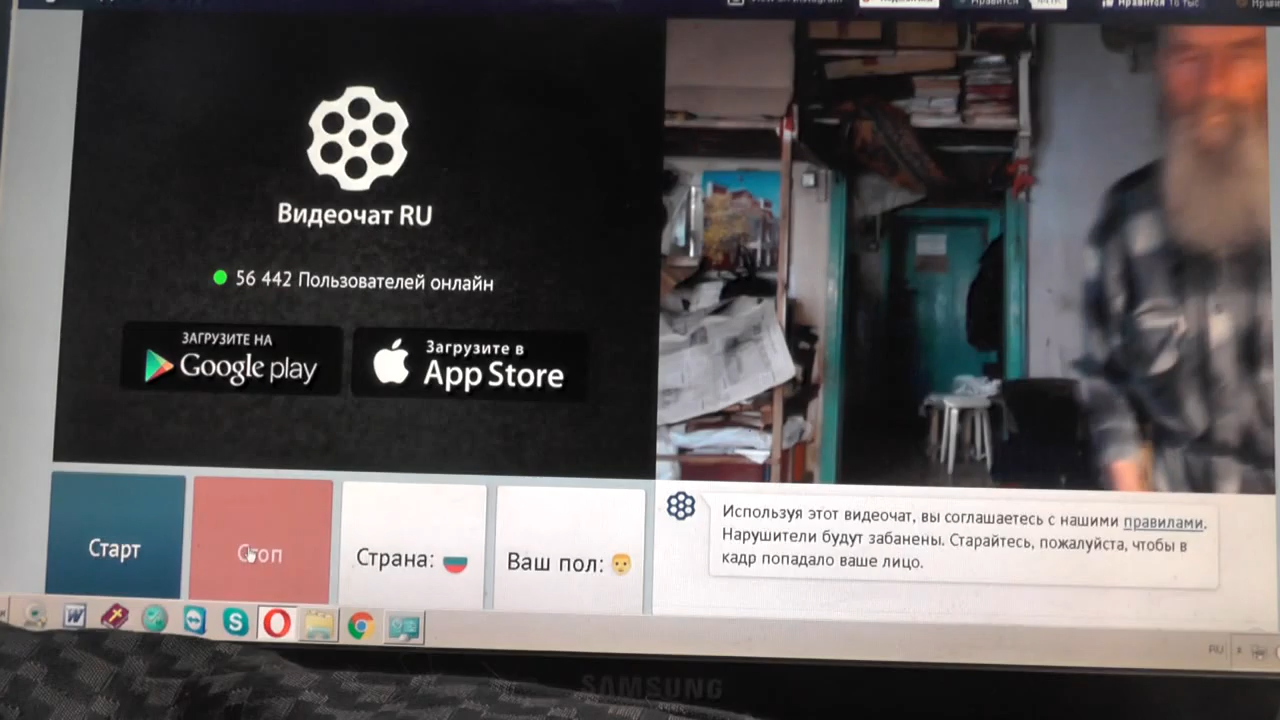 Видеочат RU
56 442 Пользователей онлайн
ЗАГРУЗИТЕ НА
Google play
Загрузите в
App Store
Старт
Стоп
Страна:
Ваш пол:
Используя этот видеочат, вы соглашаетесь с нашими правилами.
Нарушители будут забанены. Старайтесь, пожалуйста, чтобы в
кадр попадало ваше лицо.
RU
SAMSUNG